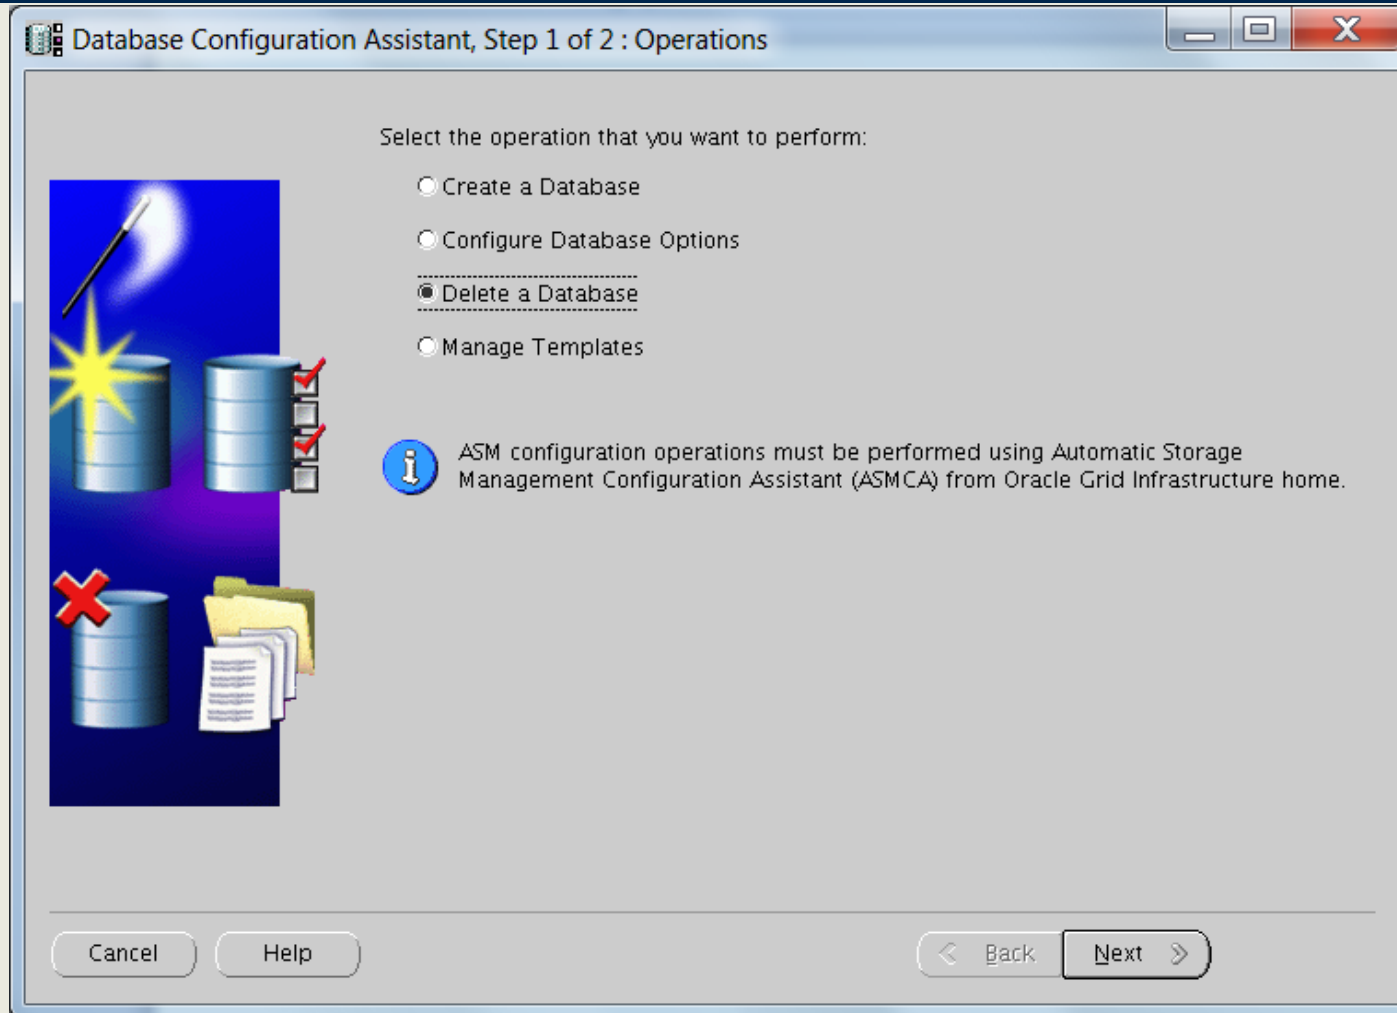 Database Configuration Assistant, Step 1 of 2 : Operations
Select the operation that you want to perform:
Create a Database
Configure Database Options
Delete a Database
Manage Templates
ASM configuration operations must be performed using Automatic Storage
Management Configuration Assistant (ASMCA) from Oracle Grid Infrastructure home.
Cancel
Help
Back
Next